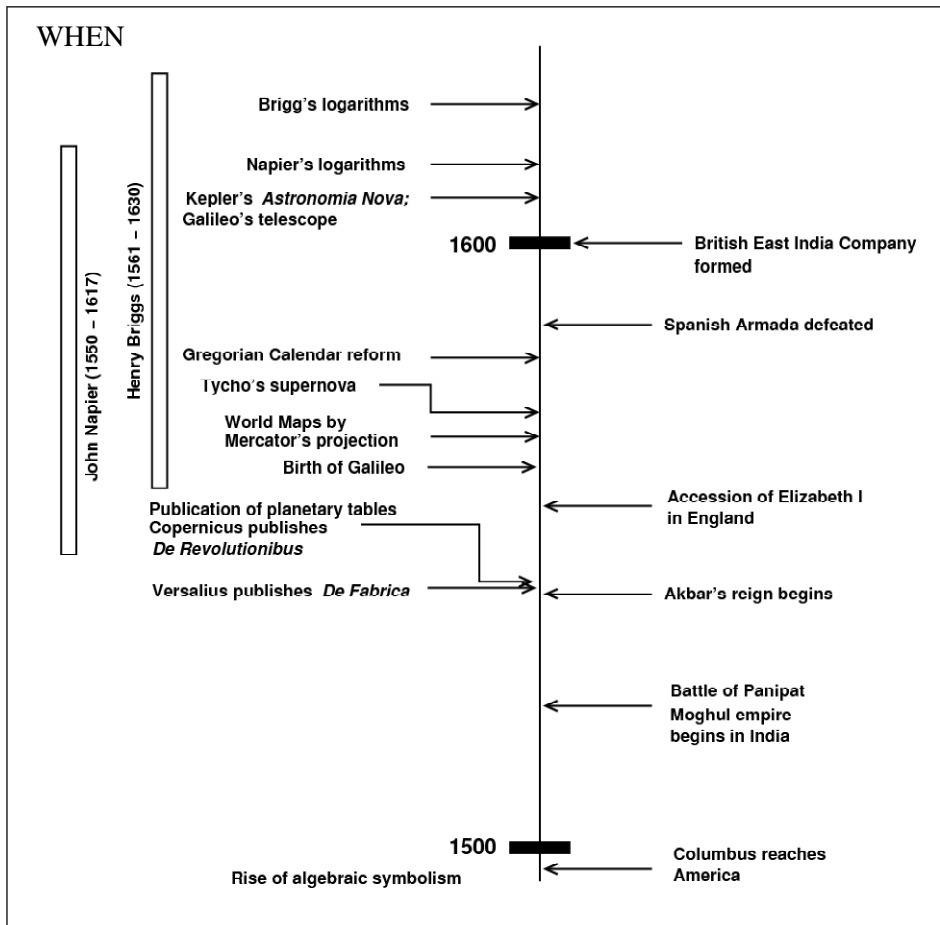 WHEN
Brigg's logarithms
Napier's logarithms
Kepler's Astronomia Nova;
Galileo's telescope
1600
British East India Company
formed
Spanish Armada defeated
Gregorian Calendar reform
Tycho's supernova
World Maps by
Mercator's projection
Birth of Galileo
Accession of Elizabeth I
in England
Publication of planetary tables
Copernicus publishes
De Revolutionibus
Versalius publishes De Fabrica
Akbar's reign begins
Battle of Panipat
Moghul empire
begins in India
1500
Columbus reaches
America
Rise of algebraic symbolism
John Napier (1550 – 1617)
Henry Briggs (1561 – 1630)